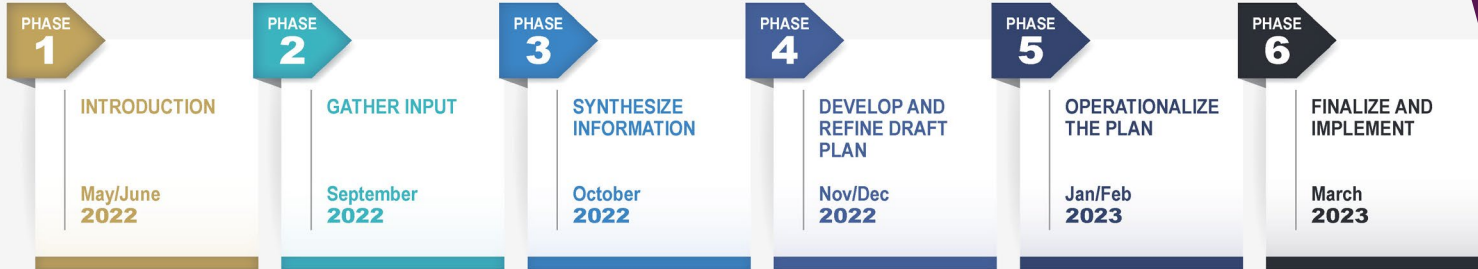 PHASE
1
INTRODUCTION
May/June
2022
PHASE
2
GATHER INPUT
September
2022
PHASE
3
SYNTHESIZE
INFORMATION
October
2022
PHASE
4
DEVELOP AND
REFINE DRAFT
PLAN
Nov/Dec
2022
PHASE
5
OPERATIONALIZE
THE PLAN
Jan/Feb
2023
PHASE
6
FINALIZE AND
IMPLEMENT
March
2023